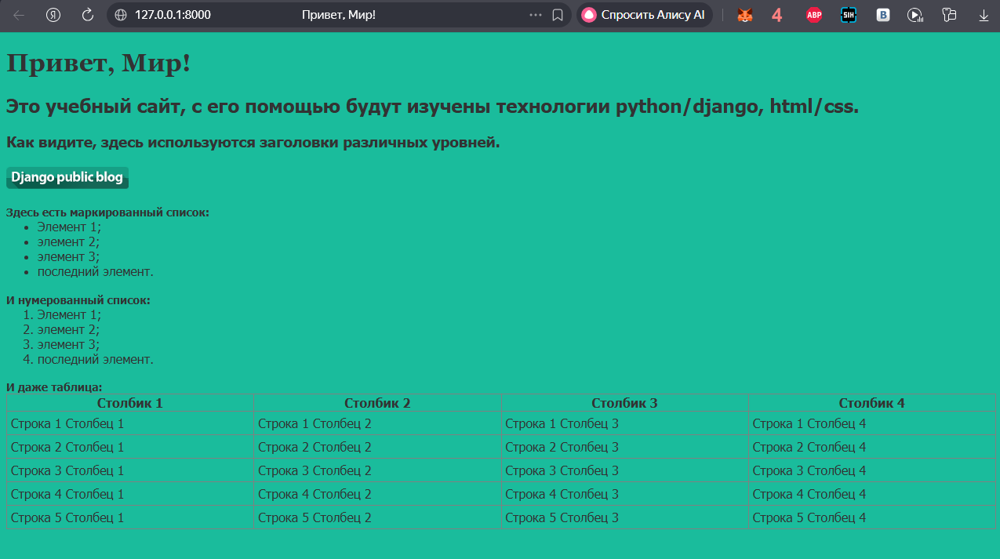 127.0.0.1:8000 Привет, Мир! Спросить Алису AI 4 ABP SIH B
Привет, Мир!
Это учебный сайт, с его помощью будут изучены технологии python/django, html/css.
Как видите, здесь используются заголовки различных уровней.
Django public blog
Здесь есть маркированный список:
• Элемент 1;
• элемент 2;
• элемент 3;
• последний элемент.
И нумерованный список:
1. Элемент 1;
2. элемент 2;
3. элемент 3;
4. последний элемент.
И даже таблица:
Столбик 1 Столбик 2 Столбик 3 Столбик 4
Строка 1 Столбец 1 Строка 1 Столбец 2 Строка 1 Столбец 3 Строка 1 Столбец 4
Строка 2 Столбец 1 Строка 2 Столбец 2 Строка 2 Столбец 3 Строка 2 Столбец 4
Строка 3 Столбец 1 Строка 3 Столбец 2 Строка 3 Столбец 3 Строка 3 Столбец 4
Строка 4 Столбец 1 Строка 4 Столбец 2 Строка 4 Столбец 3 Строка 4 Столбец 4
Строка 5 Столбец 1 Строка 5 Столбец 2 Строка 5 Столбец 3 Строка 5 Столбец 4